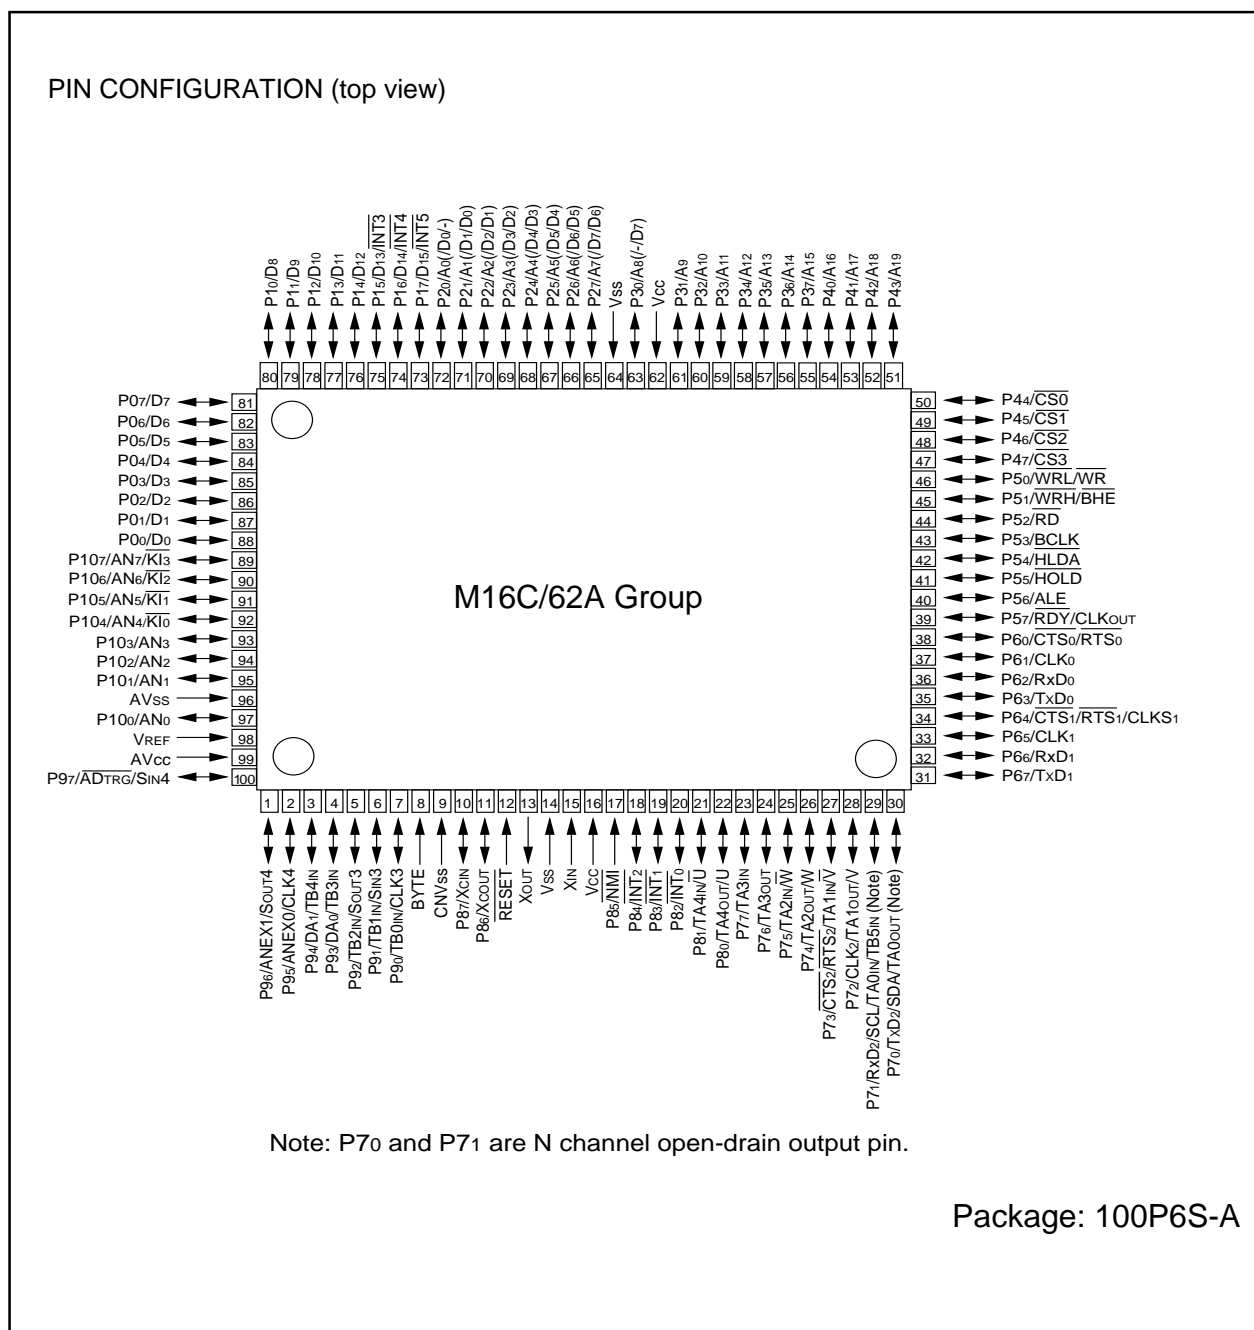 PIN CONFIGURATION (top view)
P10/D8
P11/D9
P12/D10
P13/D11
P14/D12
P15/D13/INT3
P16/D14/INT4
P17/D15/INT5
P20/A0(/D0/-)
P21/A1(/D1/D0)
P22/A2(/D2/D1)
P23/A3(/D3/D2)
P24/A4(/D4/D3)
P25/A5(/D5/D4)
P26/A6(/D6/D5)
P27/A7(/D7/D6)
Vss
P30/A8(/-/D7)
Vcc
P31/A9
P32/A10
P33/A11
P34/A12
P35/A13
P36/A14
P37/A15
P40/A16
P41/A17
P42/A18
P43/A19
80 79 78 77 76 75 74 73 72 71 70 69 68 67 66 65 64 63 62 61 60 59 58 57 56 55 54 53 52 51
P07/D7 81
P06/D6 82
P05/D5 83
P04/D4 84
P03/D3 85
P02/D2 86
P01/D1 87
P00/D0 88
P107/AN7/KI3 89
P106/AN6/KI2 90
P105/AN5/KI1 91
P104/AN4/KI0 92
P103/AN3 93
P102/AN2 94
P101/AN1 95
AVss 96
P100/AN0 97
VREF 98
AVcc 99
P97/ADTRG/SIN4 100
M16C/62A Group
50 P44/CS0
49 P45/CS1
48 P46/CS2
47 P47/CS3
46 P50/WRL/WR
45 P51/WRH/BHE
44 P52/RD
43 P53/BCLK
42 P54/HLDA
41 P55/HOLD
40 P56/ALE
39 P57/RDY/CLKOUT
38 P60/CTS0/RTS0
37 P61/CLK0
36 P62/RxD0
35 P63/TxD0
34 P64/CTS1/RTS1/CLKS1
33 P65/CLK1
32 P66/RxD1
31 P67/TxD1
1 2 3 4 5 6 7 8 9 10 11 12 13 14 15 16 17 18 19 20 21 22 23 24 25 26 27 28 29 30
P96/ANEX1/SOUT4
P95/ANEX0/CLK4
P94/DA1/TB4IN
P93/DA0/TB3IN
P92/TB2IN/SOUT3
P91/TB1IN/SIN3
P90/TB0IN/CLK3
BYTE
CNVss
P87/XCIN
P86/XCOUT
RESET
XOUT
Vss
XIN
Vcc
P85/NMI
P84/INT2
P83/INT1
P82/INT0
P81/TA4IN/U
P80/TA4OUT/U
P77/TA3IN
P76/TA3OUT
P75/TA2IN/W
P74/TA2OUT/W
P73/CTS2/RTS2/TA1IN/V
P72/CLK2/TA1OUT/V
P71/RxD2/SCL/TA0IN/TB5IN (Note)
P70/TxD2/SDA/TA0OUT (Note)
Note: P70 and P71 are N channel open-drain output pin.
Package: 100P6S-A